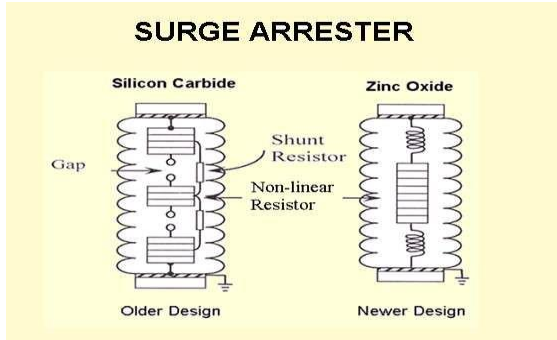 SURGE ARRESTER
Silicon Carbide
Zinc Oxide
Gap
Shunt
Resistor
Non-linear
Resistor
Older Design
Newer Design